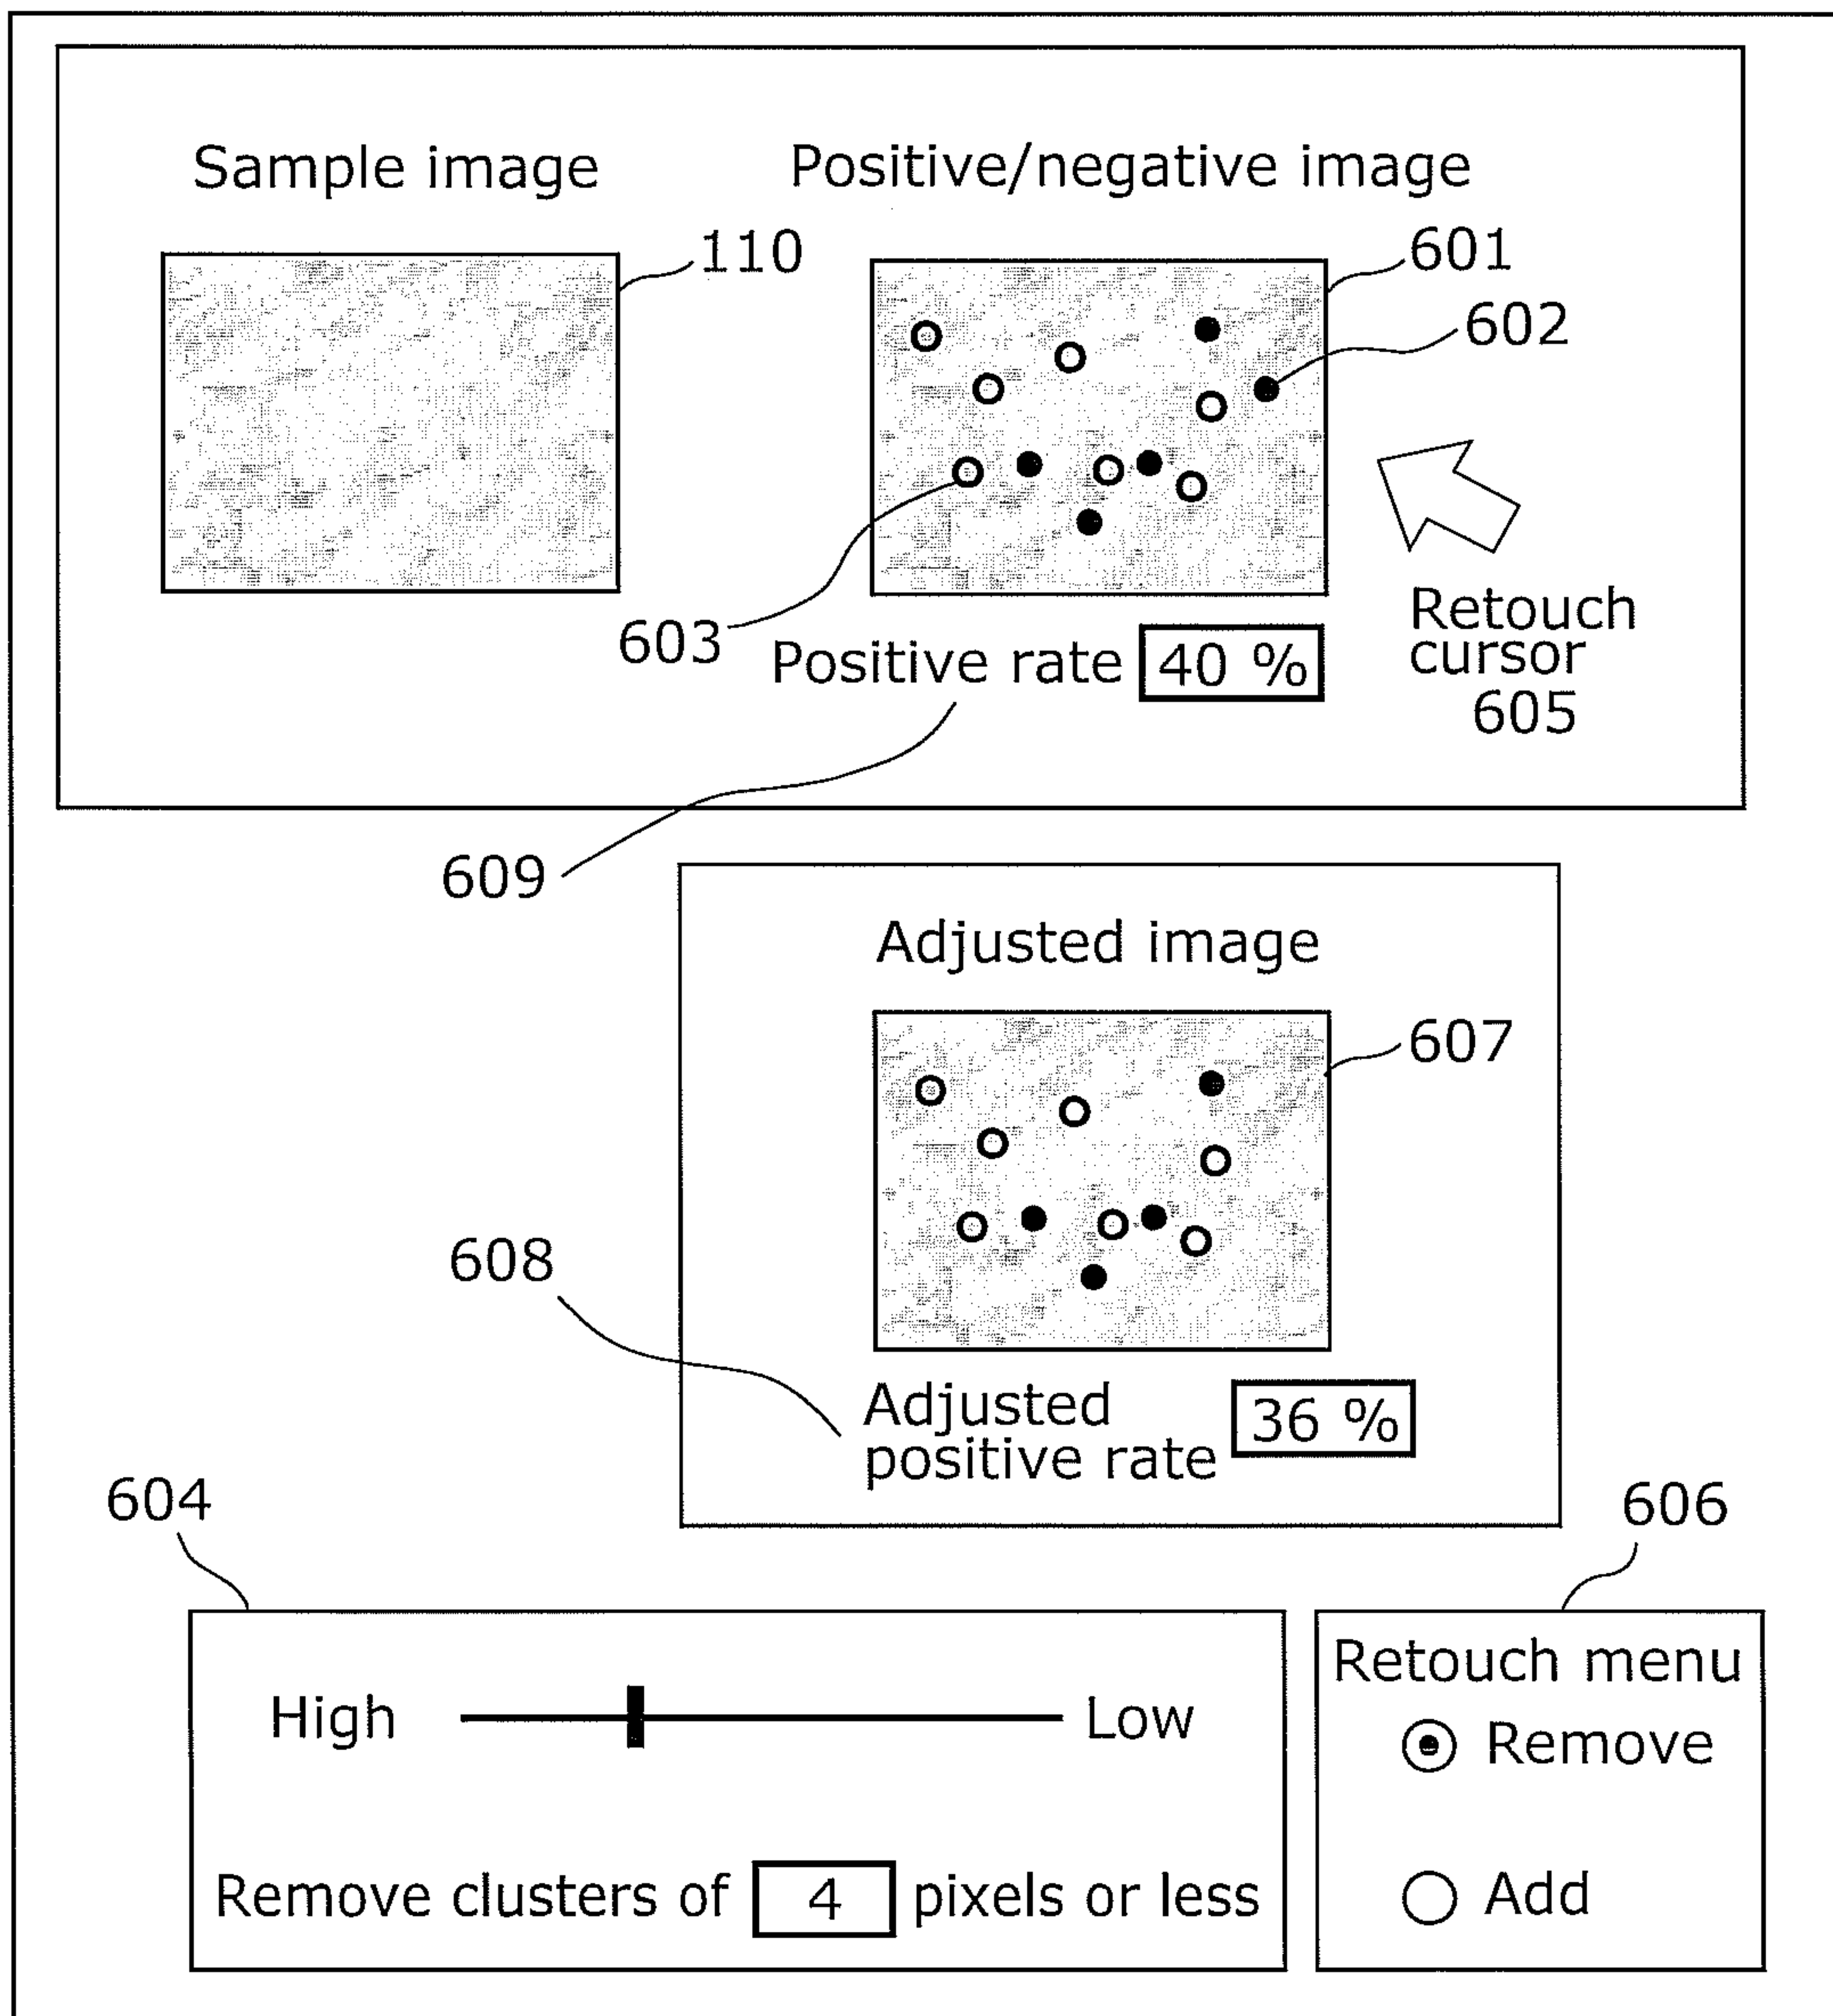 Sample image
Positive/negative image
110
601
602
603
Positive rate 40 %
Retouch
cursor
605
609
Adjusted image
607
608
Adjusted
positive rate 36 %
604
606
High Low
Remove clusters of 4 pixels or less
Retouch menu
Remove
Add